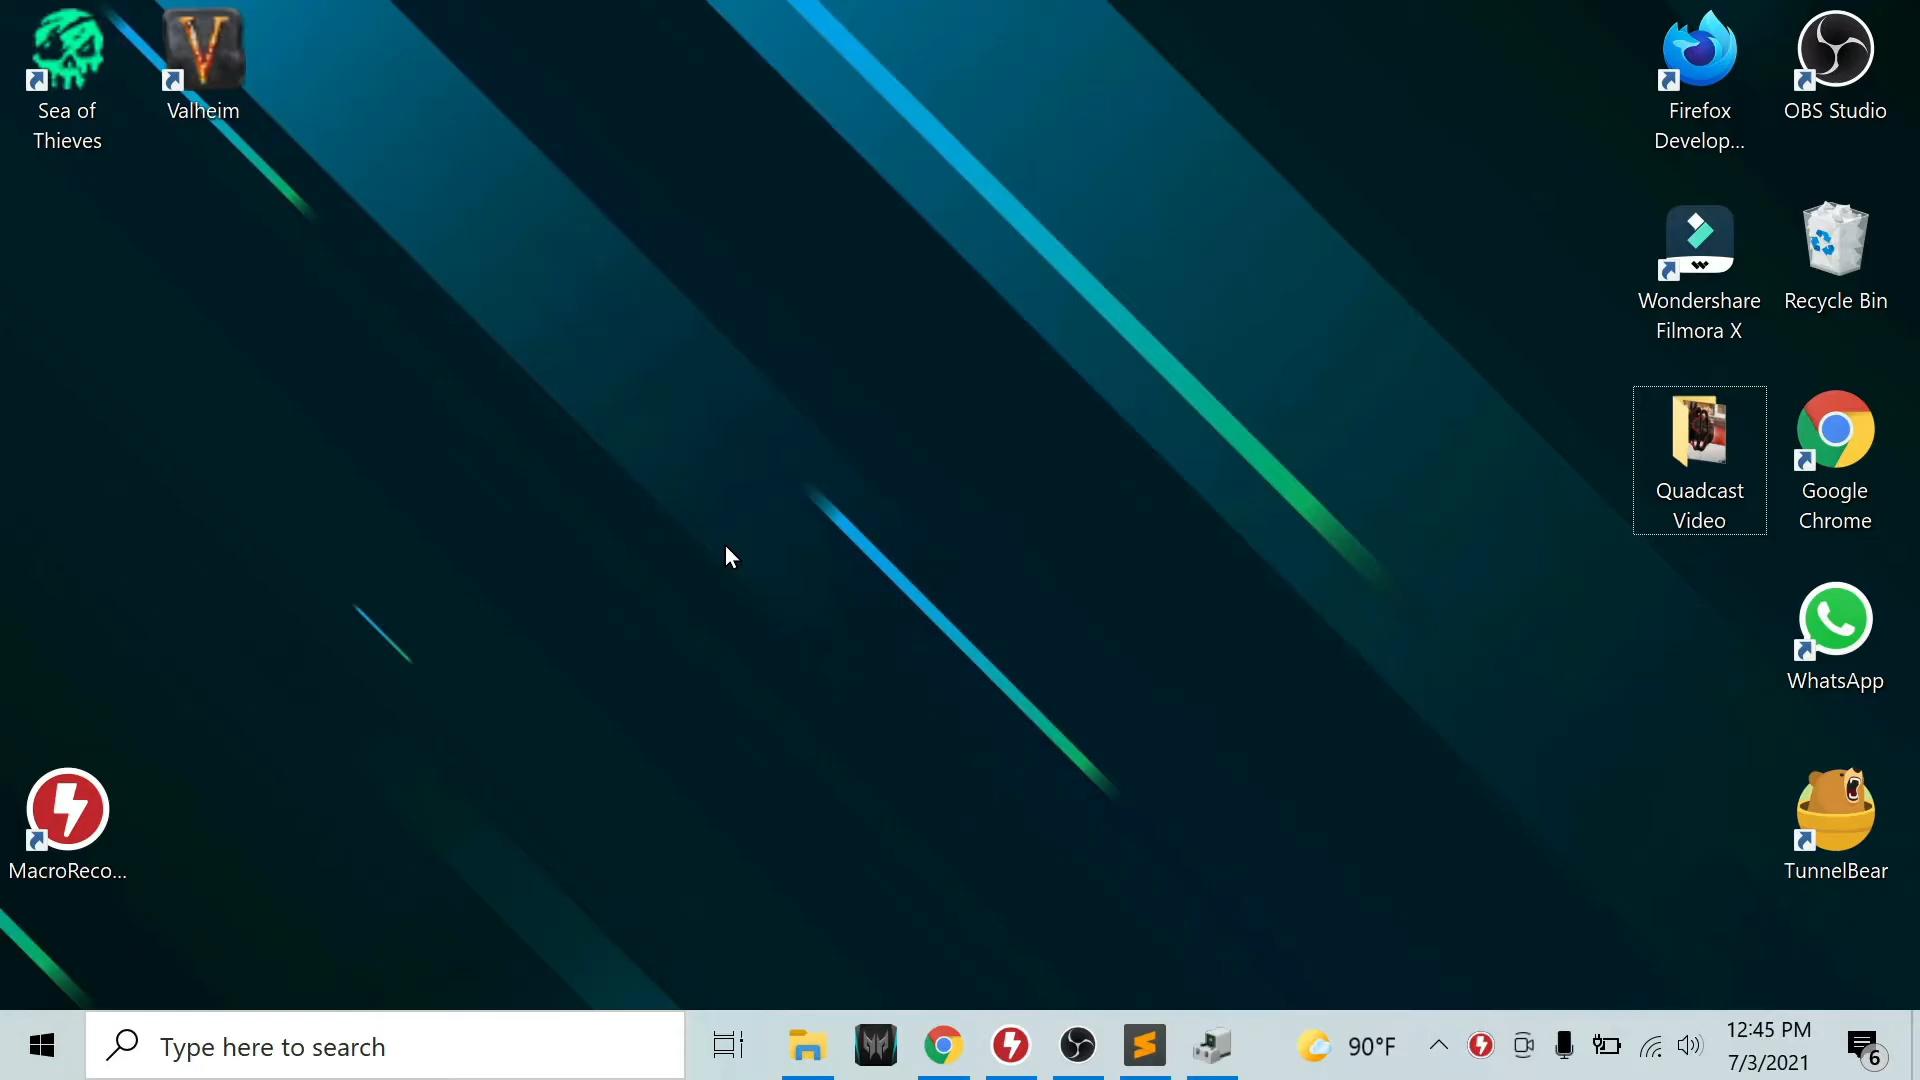 Sea of
Thieves
Valheim
Firefox
Develop...
OBS Studio
Wondershare
Filmora X
Recycle Bin
Quadcast
Video
Google
Chrome
WhatsApp
MacroReco...
TunnelBear
Type here to search
90°F
12:45 PM
7/3/2021
6